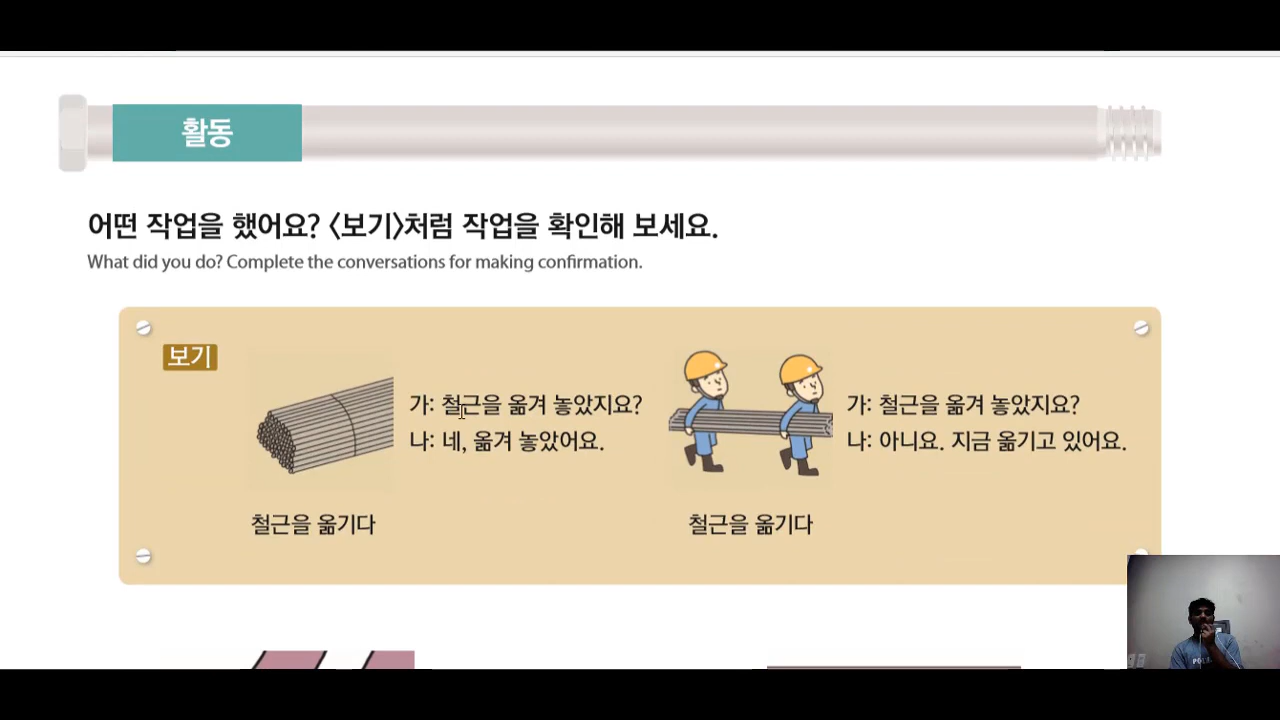 활동
어떤 작업을 했어요? 〈보기〉처럼 작업을 확인해 보세요.
What did you do? Complete the conversations for making confirmation.
보기
가: 철근을 옮겨 놓았지요?
나: 네, 옮겨 놓았어요.
철근을 옮기다
가: 철근을 옮겨 놓았지요?
나: 아니요. 지금 옮기고 있어요.
철근을 옮기다